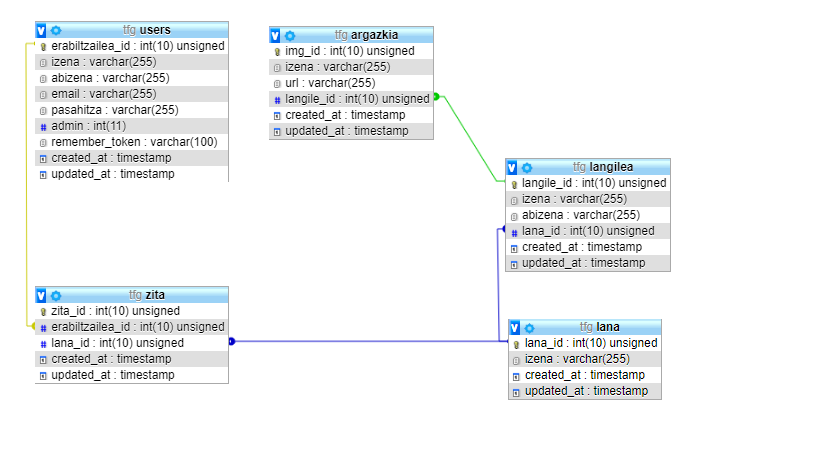 tfg users
erabiltzailea_id : int(10) unsigned
izena : varchar(255)
abizena : varchar(255)
email : varchar(255)
pasahitza : varchar(255)
admin : int(11)
remember_token : varchar(100)
created_at : timestamp
updated_at : timestamp
tfg argazkia
img_id : int(10) unsigned
izena : varchar(255)
url : varchar(255)
langile_id : int(10) unsigned
created_at : timestamp
updated_at : timestamp
tfg langilea
langile_id : int(10) unsigned
izena : varchar(255)
abizena : varchar(255)
lana_id : int(10) unsigned
created_at : timestamp
updated_at : timestamp
tfg zita
zita_id : int(10) unsigned
erabiltzailea_id : int(10) unsigned
lana_id : int(10) unsigned
created_at : timestamp
updated_at : timestamp
tfg lana
lana_id : int(10) unsigned
izena : varchar(255)
created_at : timestamp
updated_at : timestamp